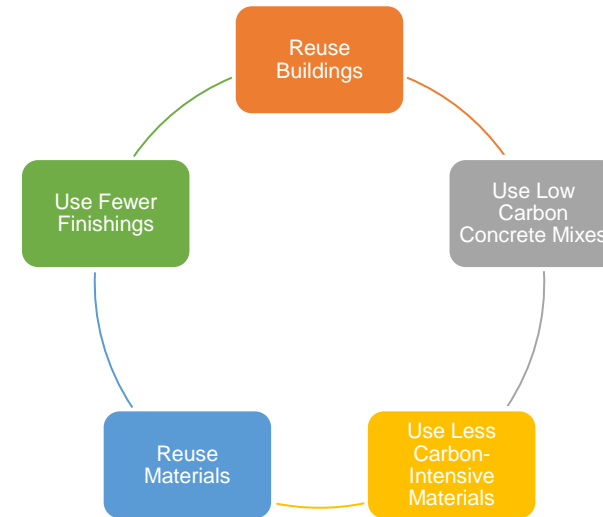 Reuse
Buildings
Use Low
Carbon
Concrete Mixes
Use Less
Carbon-
Intensive
Materials
Reuse
Materials
Use Fewer
Finishings